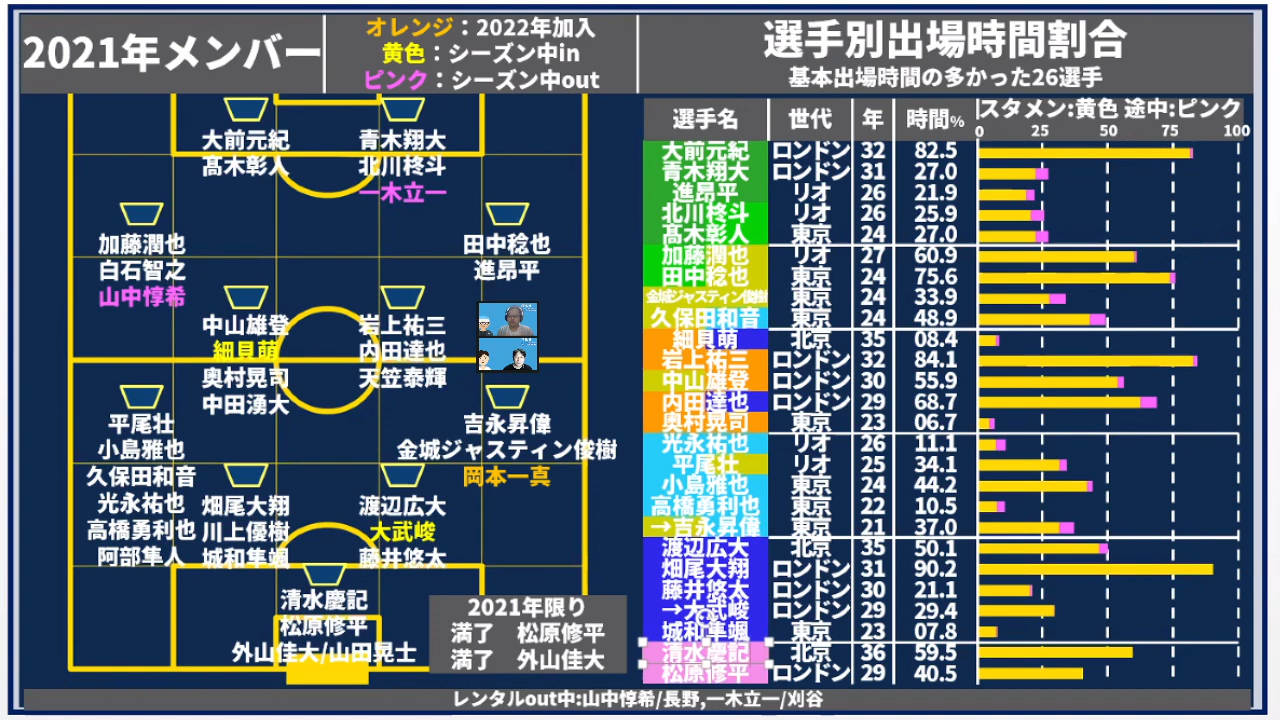 2021年メンバー
オレンジ：2022年加入
黄色：シーズン中in
ピンク：シーズン中out
選手別出場時間割合
基本出場時間の多かった26選手
大前元紀
髙木彰人
青木翔大
北川柊斗
一木立一
加藤潤也
白石智之
山中惇希
田中稔也
進昂平
中山雄登
細貝萌
奥村晃司
中田湧大
岩上祐三
内田達也
天笠泰輝
平尾壮
小島雅也
久保田和音
光永祐也
高橋勇利也
阿部隼人
吉永昇偉
金城ジャスティン俊樹
岡本一真
畑尾大翔
川上優樹
城和隼颯
渡辺広大
大武峻
藤井悠太
清水慶記
松原修平
外山佳大/山田晃士
2021年限り
満了 松原修平
満了 外山佳大
選手名 世代 年 時間% スタメン:黄色 途中:ピンク
0 25 50 75 100
大前元紀 ロンドン 32 82.5
青木翔大 ロンドン 31 27.0
進昂平 リオ 26 21.9
北川柊斗 リオ 26 25.9
髙木彰人 東京 24 27.0
加藤潤也 リオ 27 60.9
田中稔也 東京 24 75.6
金城ジャスティン俊樹 東京 24 33.9
久保田和音 東京 24 48.9
細貝萌 北京 35 08.4
岩上祐三 ロンドン 32 84.1
中山雄登 ロンドン 30 55.9
内田達也 ロンドン 29 68.7
奥村晃司 東京 23 06.7
光永祐也 リオ 26 11.1
平尾壮 リオ 25 34.1
小島雅也 東京 24 44.2
高橋勇利也 東京 22 10.5
→吉永昇偉 東京 21 37.0
渡辺広大 北京 35 50.1
畑尾大翔 ロンドン 31 90.2
藤井悠太 ロンドン 30 21.1
→大武峻 ロンドン 29 29.4
城和隼颯 東京 23 07.8
清水慶記 北京 36 59.5
松原修平 ロンドン 29 40.5
レンタルout中:山中惇希/長野,一木立一/刈谷